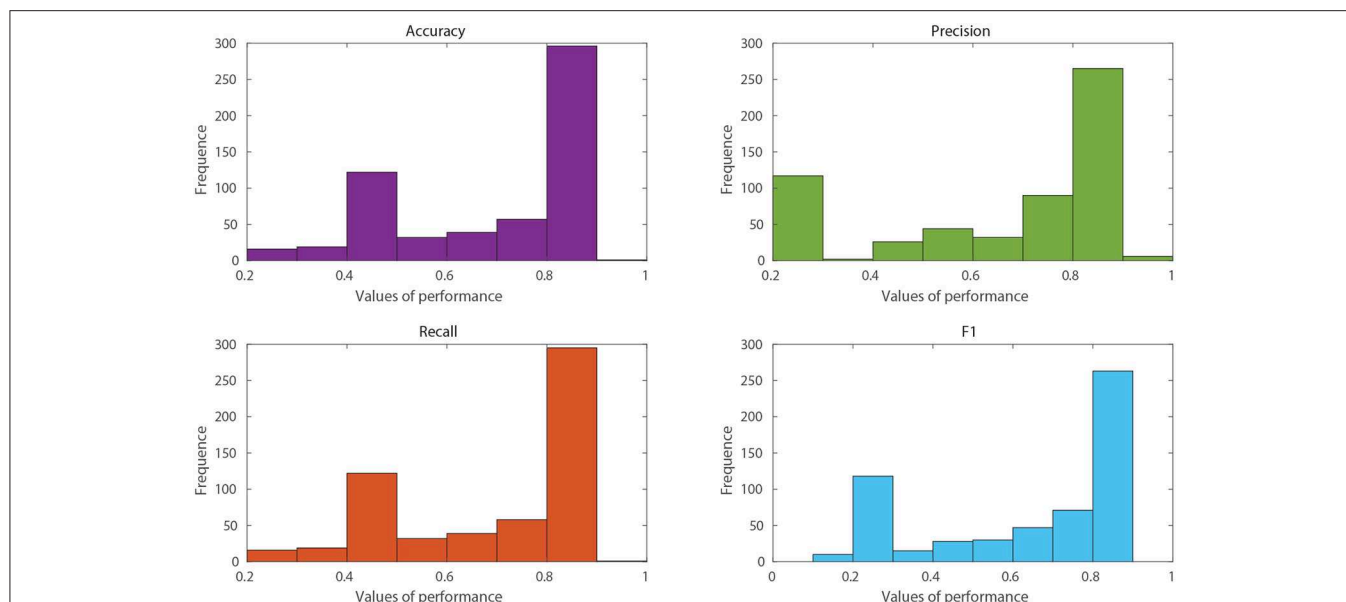 Accuracy
300
250
200
150
100
50
0
Frequence
0.2 0.4 0.6 0.8 1
Values of performance
Precision
300
250
200
150
100
50
0
Frequence
0.2 0.4 0.6 0.8 1
Values of performance
Recall
300
250
200
150
100
50
0
Frequence
0.2 0.4 0.6 0.8 1
Values of performance
F1
300
250
200
150
100
50
0
Frequence
0 0.2 0.4 0.6 0.8 1
Values of performance